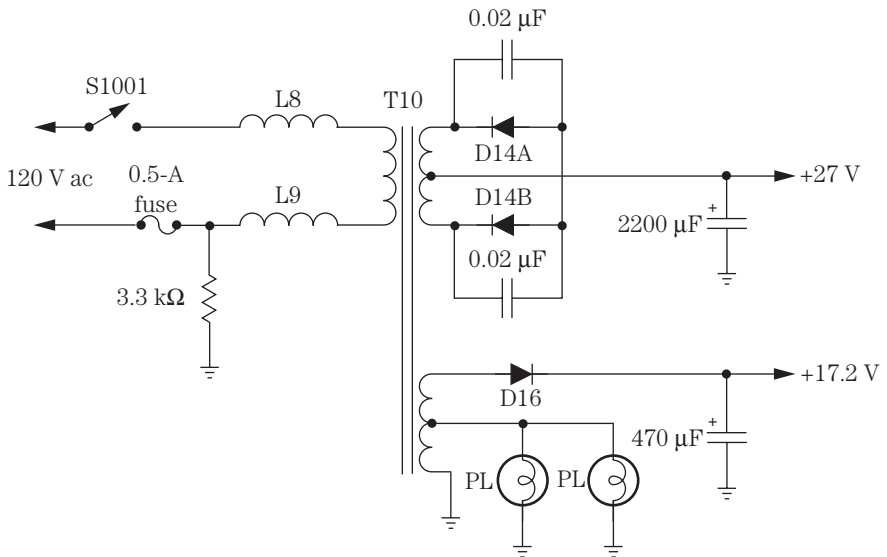 0.02 μF
S1001
L8
T10
D14A
120 V ac
0.5-A
fuse
L9
D14B
+27 V
+
2200 μF
0.02 μF
3.3 kΩ
D16
+17.2 V
+
470 μF
PL
PL